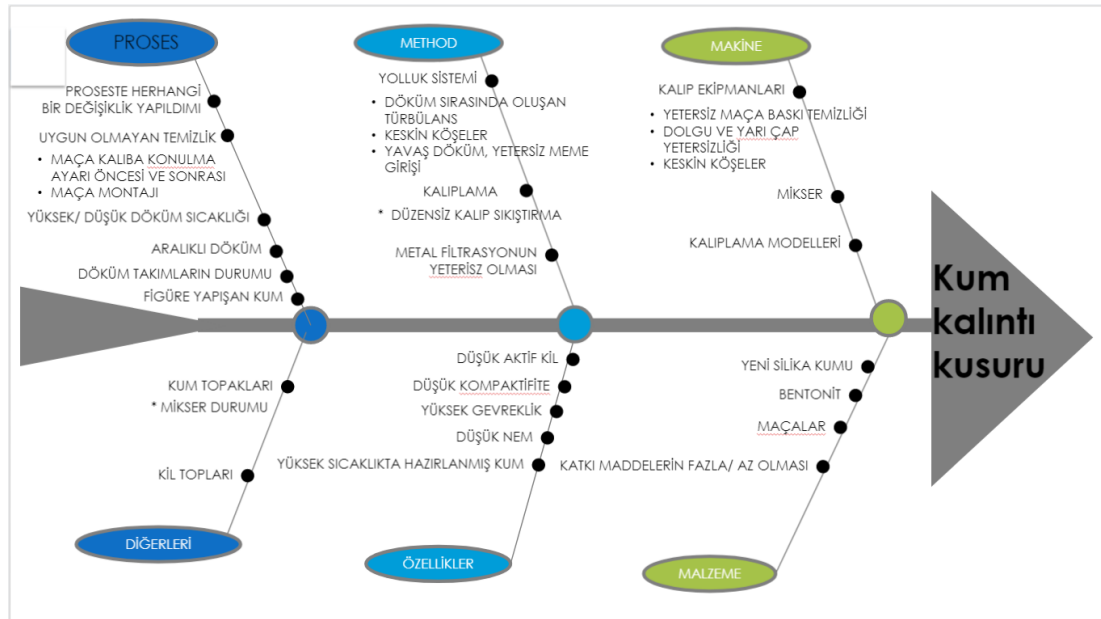 PROSES
PROSESTE HERHANGİ
BİR DEĞİŞİKLİK YAPILDIMI
UYGUN OLMAYAN TEMİZLİK
• MAÇA KALIBA KONULMA
AYARI ÖNCESİ VE SONRASI
• MAÇA MONTAJI
YÜKSEK/ DÜŞÜK DÖKÜM SICAKLIĞI
ARALIKLI DÖKÜM
DÖKÜM TAKIMLARIN DURUMU
FİGÜRE YAPIŞAN KUM
METHOD
YOLLUK SİSTEMİ
• DÖKÜM SIRASINDA OLUŞAN
TÜRBÜLANS
• KESKİN KÖŞELER
• YAVAŞ DÖKÜM, YETERSİZ MEME
GİRİŞİ
KALIPLAMA
* DÜZENSİZ KALIP SIKIŞTIRMA
METAL FİLTRASYONUN
YETERİSZ OLMASI
MAKİNE
KALIP EKİPMANLARI
• YETERSİZ MAÇA BASKI TEMİZLİĞİ
• DOLGU VE YARI ÇAP
YETERSİZLİĞİ
• KESKİN KÖŞELER
MİKSER
KALIPLAMA MODELLERİ
Kum
kalıntı
kusuru
KUM TOPAKLARI
* MİKSER DURUMU
KİL TOPLARI
DİĞERLERİ
DÜŞÜK AKTİF KİL
DÜŞÜK KOMPAKTİFİTE
YÜKSEK GEVREKLİK
DÜŞÜK NEM
YÜKSEK SICAKLIKTA HAZIRLANMIŞ KUM
ÖZELLİKLER
YENİ SİLİKA KUMU
BENTONİT
MAÇALAR
KATKI MADDELERİN FAZLA/ AZ OLMASI
MALZEME